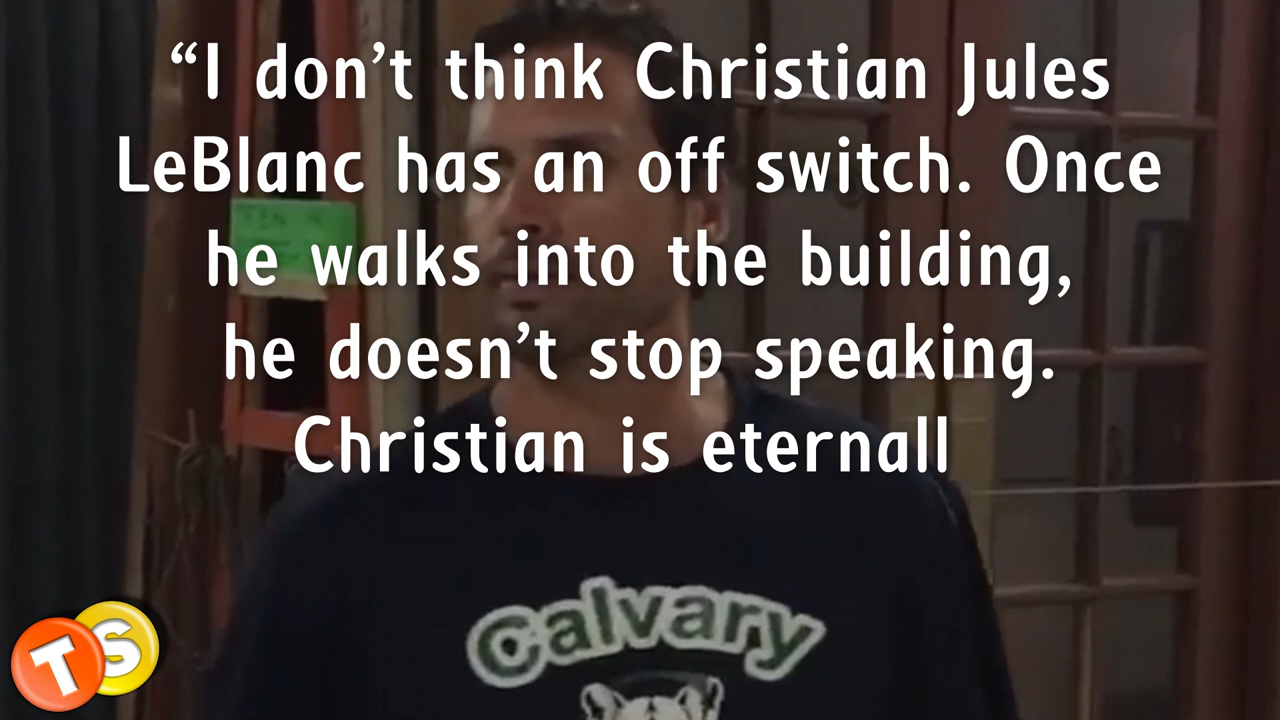 “I don’t think Christian Jules
LeBlanc has an off switch. Once
he walks into the building,
he doesn’t stop speaking.
Christian is eternall
Calvary
TS